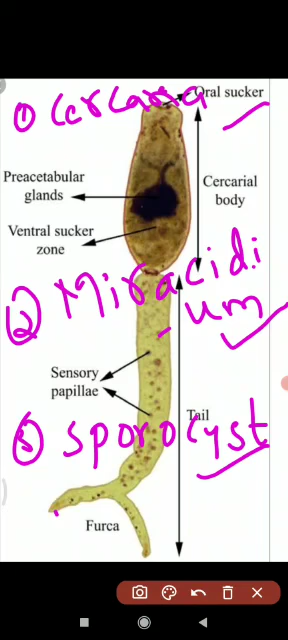 ① Cercaria
Oral sucker
Preacetabular
glands
Cercarial
body
Ventral sucker
zone
② Miracidi
-um
Sensory
papillae
Tail
③ Sporocyst
Furca